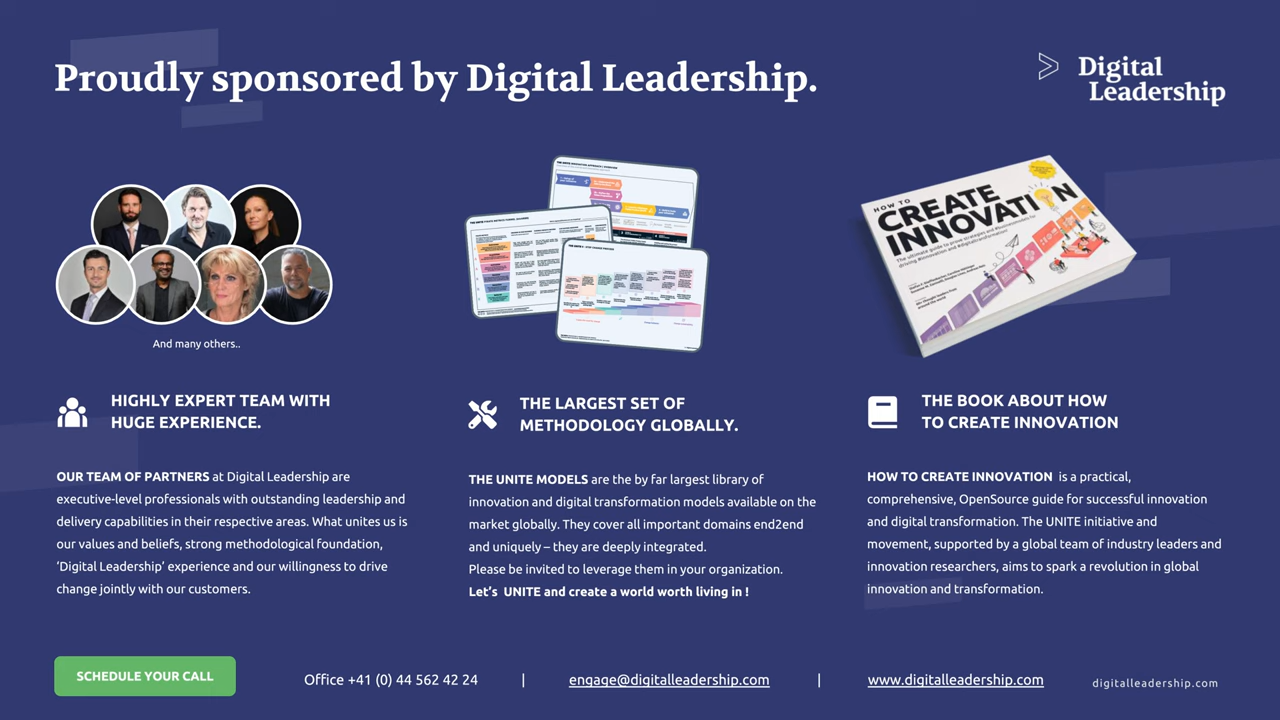 Proudly sponsored by Digital Leadership.
Digital
Leadership
HOW TO
CREATE
INNOVATI N
And many others..
HIGHLY EXPERT TEAM WITH
HUGE EXPERIENCE.
OUR TEAM OF PARTNERS at Digital Leadership are
executive-level professionals with outstanding leadership and
delivery capabilities in their respective areas. What unites us is
our values and beliefs, strong methodological foundation,
‘Digital Leadership’ experience and our willingness to drive
change jointly with our customers.
THE LARGEST SET OF
METHODOLOGY GLOBALLY.
THE UNITE MODELS are the by far largest library of
innovation and digital transformation models available on the
market globally. They cover all important domains end2end
and uniquely – they are deeply integrated.
Please be invited to leverage them in your organization.
Let’s UNITE and create a world worth living in !
THE BOOK ABOUT HOW
TO CREATE INNOVATION
HOW TO CREATE INNOVATION is a practical,
comprehensive, OpenSource guide for successful innovation
and digital transformation. The UNITE initiative and
movement, supported by a global team of industry leaders and
innovation researchers, aims to spark a revolution in global
innovation and transformation.
SCHEDULE YOUR CALL
Office +41 (0) 44 562 42 24 | engage@digitalleadership.com | www.digitalleadership.com
digitalleadership.com